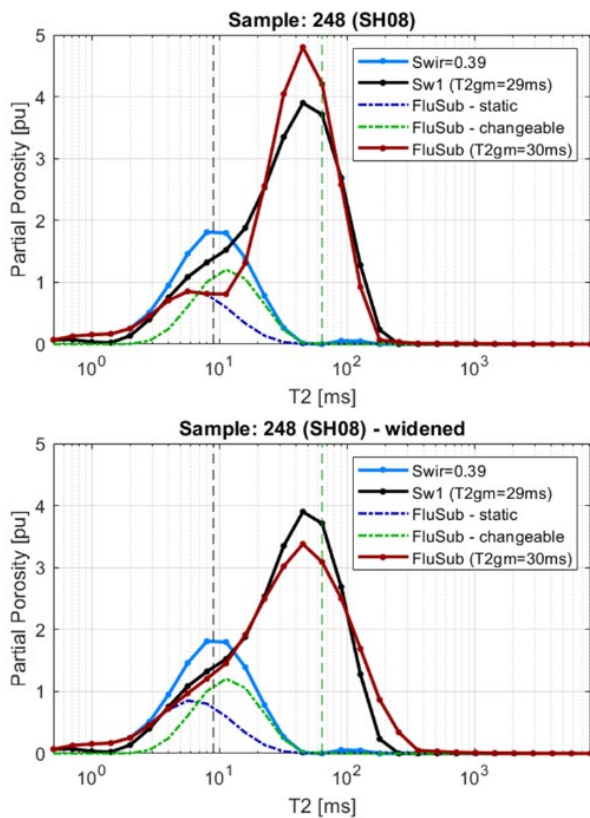 Sample: 248 (SH08)
5
4
3
2
1
0
Partial Porosity [pu]
Swir=0.39
Sw1 (T2gm=29ms)
FluSub - static
FluSub - changeable
FluSub (T2gm=30ms)
10^0
10^1
10^2
10^3
T2 [ms]
Sample: 248 (SH08) - widened
5
4
3
2
1
0
Partial Porosity [pu]
Swir=0.39
Sw1 (T2gm=29ms)
FluSub - static
FluSub - changeable
FluSub (T2gm=30ms)
10^0
10^1
10^2
10^3
T2 [ms]